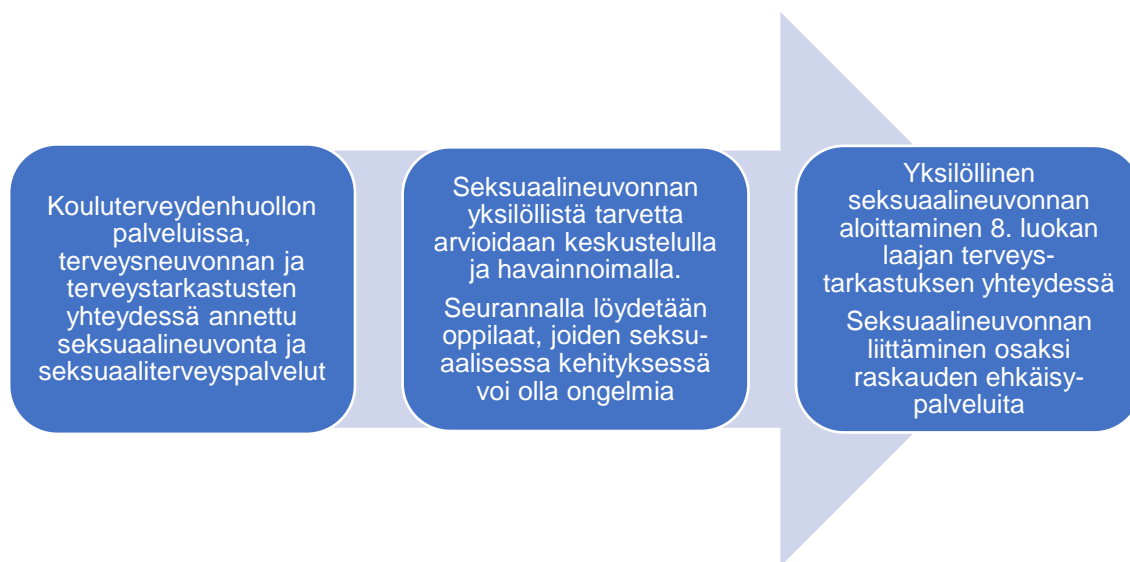 Kouluterveydenhuollon
palveluissa,
terveysneuvonnan ja
terveystarkastusten
yhteydessä annettu
seksuaalineuvonta ja
seksuaaliterveyspalvelut
Seksuaalineuvonnan
yksilöllistä tarvetta
arvioidaan keskustelulla
ja havainnoimalla.
Seurannalla löydetään
oppilaat, joiden seksu-
aalisessa kehityksessä
voi olla ongelmia
Yksilöllinen
seksuaalineuvonnan
aloittaminen 8. luokan
laajan terveys-
tarkastuksen yhteydessä
Seksuaalineuvonnan
liittäminen osaksi
raskauden ehkäisy-
palveluita